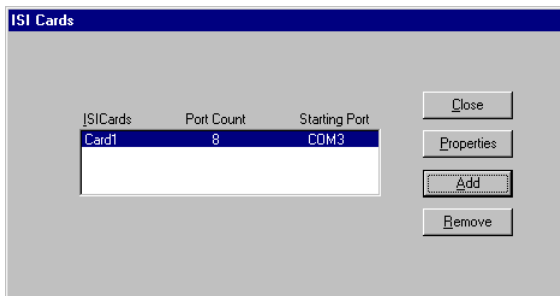 ISI Cards
ISICards Port Count Starting Port
Card1 8 COM3
Close
Properties
Add
Remove